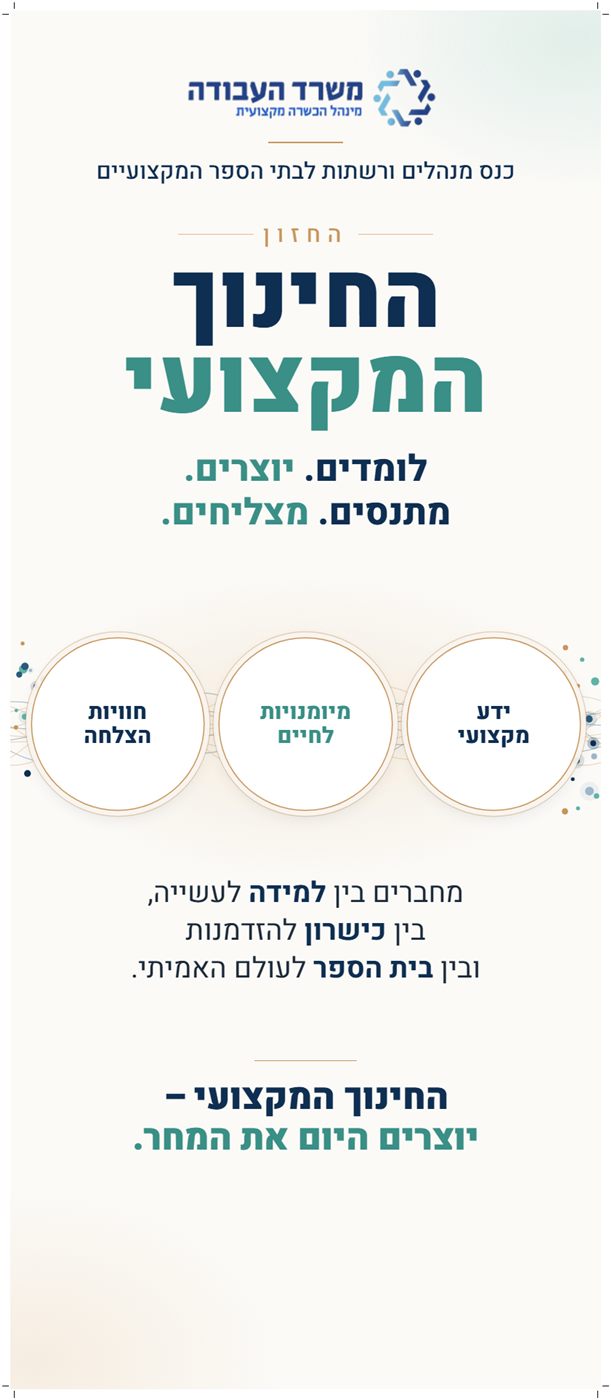 משרד העבודה
מינהל הכשרה מקצועית
כנס מנהלים ורשתות לבתי הספר המקצועיים
החזון
החינוך
המקצועי
לומדים. יוצרים.
מתנסים. מצליחים.
ידע
מקצועי
מיומנויות
לחיים
חוויות
הצלחה
מחברים בין למידה לעשייה,
בין כישרון להזדמנות
ובין בית הספר לעולם האמיתי.
החינוך המקצועי –
יוצרים היום את המחר.